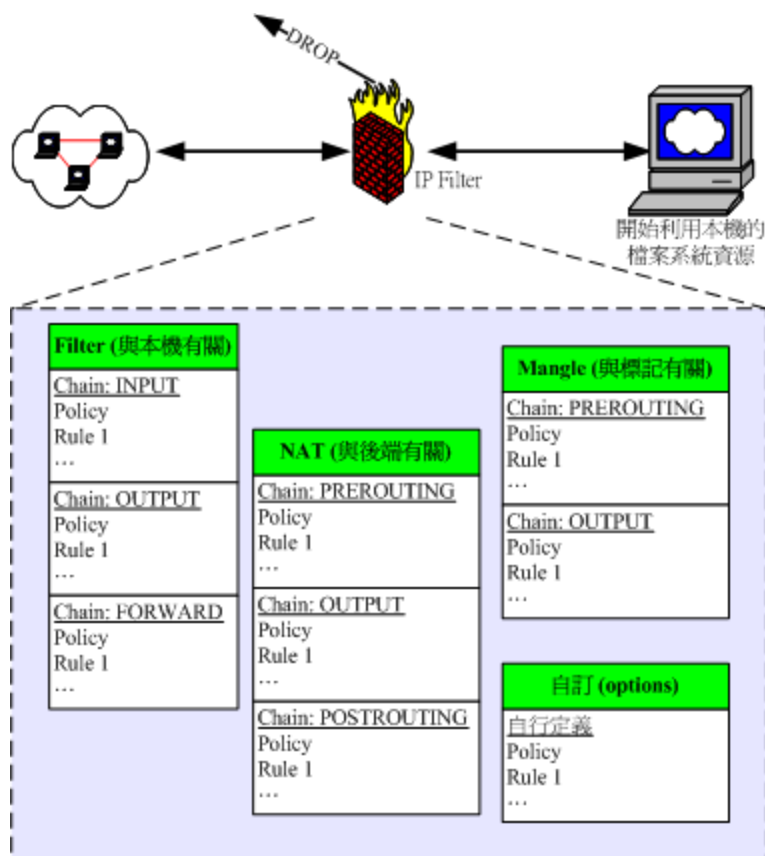 DROP
IP Filter
開始利用本機的
檔案系統資源
Filter (與本機有關)
Chain: INPUT
Policy
Rule 1
…
Chain: OUTPUT
Policy
Rule 1
…
Chain: FORWARD
Policy
Rule 1
…
NAT (與後端有關)
Chain: PREROUTING
Policy
Rule 1
…
Chain: OUTPUT
Policy
Rule 1
…
Chain: POSTROUTING
Policy
Rule 1
…
Mangle (與標記有關)
Chain: PREROUTING
Policy
Rule 1
…
Chain: OUTPUT
Policy
Rule 1
…
自訂 (options)
自行定義
Policy
Rule 1
…